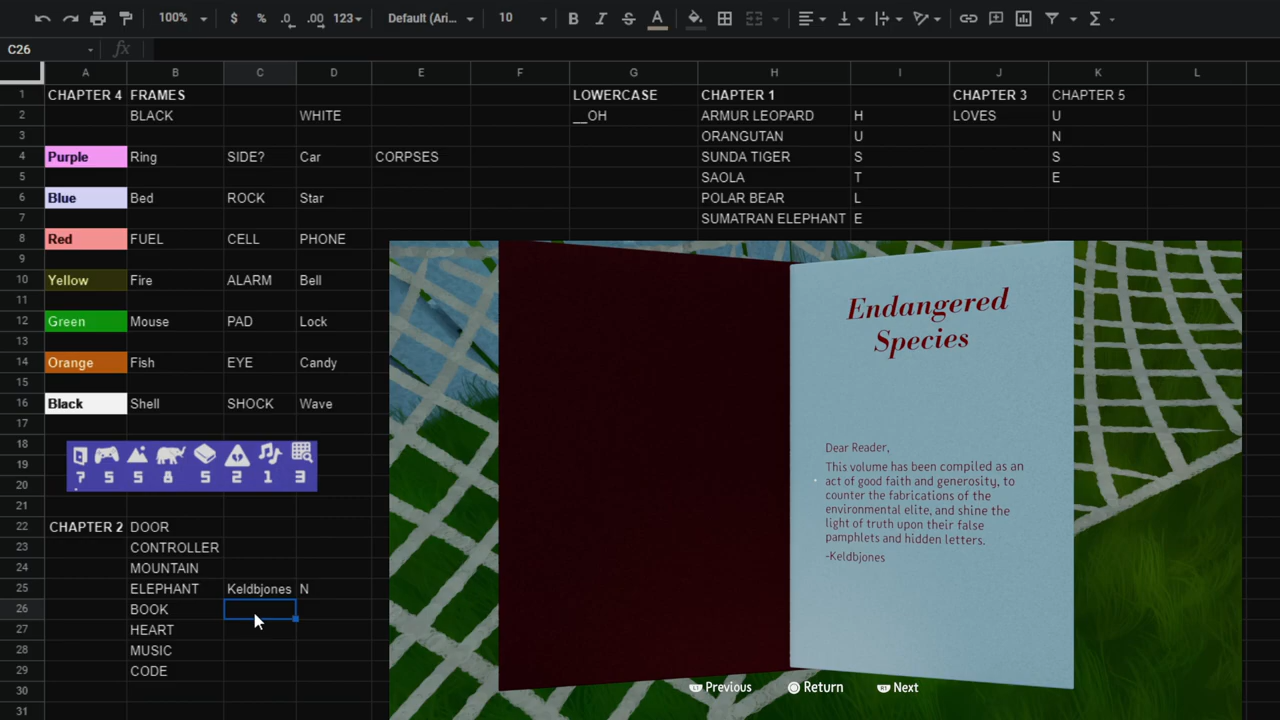 100% $ % .0 .00 123 Default (Ari... 10 B I S A Σ
C26 fx
A B C D E F G H I J K L
1 CHAPTER 4 FRAMES LOWERCASE CHAPTER 1 CHAPTER 3 CHAPTER 5
2 BLACK WHITE __OH ARMUR LEOPARD H LOVES U
3 ORANGUTAN U N
4 Purple Ring SIDE? Car CORPSES SUNDA TIGER S S
5 SAOLA T E
6 Blue Bed ROCK Star POLAR BEAR L
7 SUMATRAN ELEPHANT E
8 Red FUEL CELL PHONE
9
10 Yellow Fire ALARM Bell
11
12 Green Mouse PAD Lock
13
14 Orange Fish EYE Candy
15
16 Black Shell SHOCK Wave
17
18
19
20
7 5 5 8 5 2 1 3
21
22 CHAPTER 2 DOOR
23 CONTROLLER
24 MOUNTAIN
25 ELEPHANT Keldbjones N
26 BOOK
27 HEART
28 MUSIC
29 CODE
30
31
Endangered
Species
Dear Reader,
This volume has been compiled as an
act of good faith and generosity, to
counter the fabrications of the
environmental elite, and shine the
light of truth upon their false
pamphlets and hidden letters.
-Keldbjones
Previous Return Next